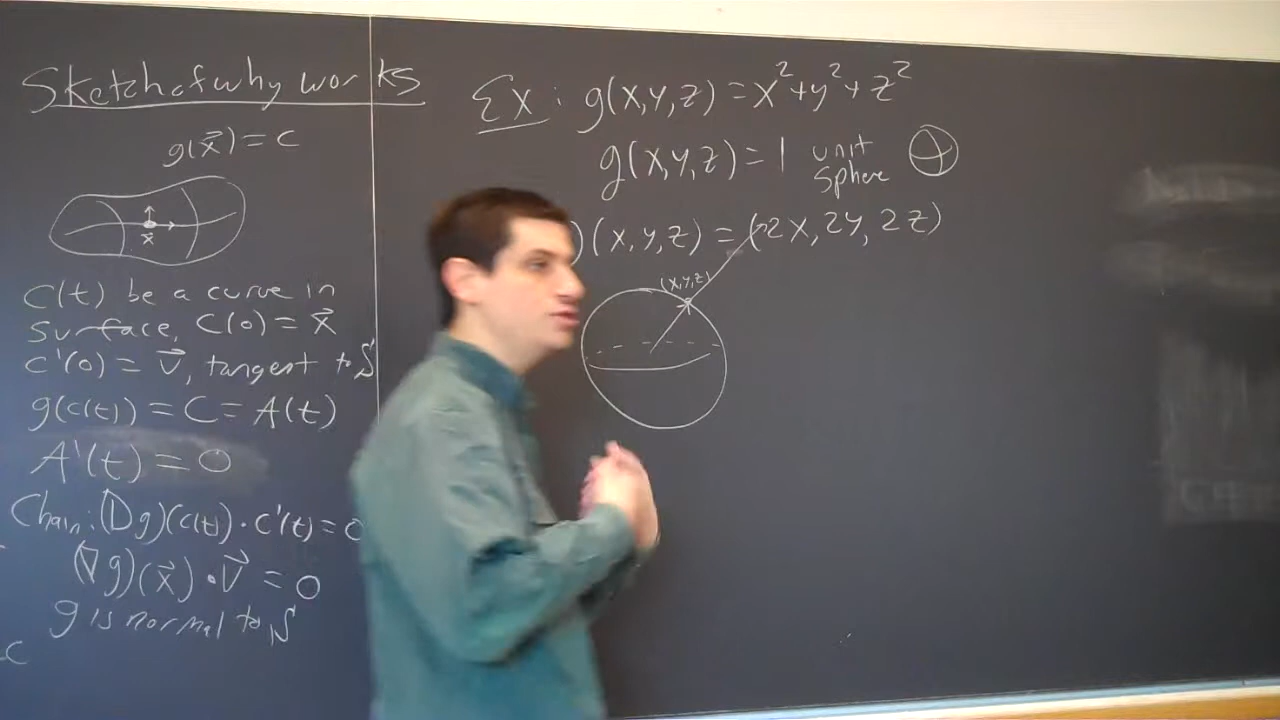 Sketch of why works
g(x⃗) = C
x⃗
C(t) be a curve in
Surface, C(0) = x⃗
C'(0) = v⃗, tangent to S
g(c(t)) = C = A(t)
A'(t) = 0
Chain: (Dg)(c(t)) · c'(t) = 0
(∇g)(x⃗) · v⃗ = 0
g is normal to S
C
Ex: g(x,y,z) = x² + y² + z²
g(x,y,z) = 1 unit sphere
)(x,y,z) = (2x, 2y, 2z)
(x,y,z)